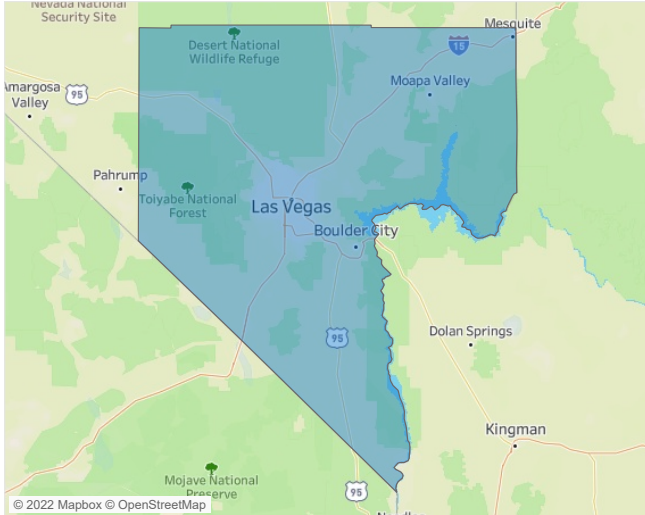 Nevada National
Security Site
Mesquite
Desert National
Wildlife Refuge
15
Moapa Valley
Amargosa
Valley
95
Pahrump
Toiyabe National
Forest
Las Vegas
Boulder City
95
Dolan Springs
Kingman
Mojave National
Preserve
95
© 2022 Mapbox © OpenStreetMap